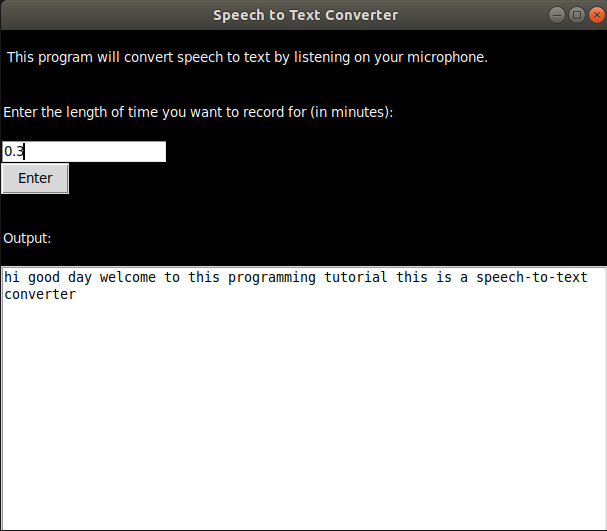 Speech to Text Converter
This program will convert speech to text by listening on your microphone.
Enter the length of time you want to record for (in minutes):
0.3
Enter
Output:
hi good day welcome to this programming tutorial this is a speech-to-text
converter